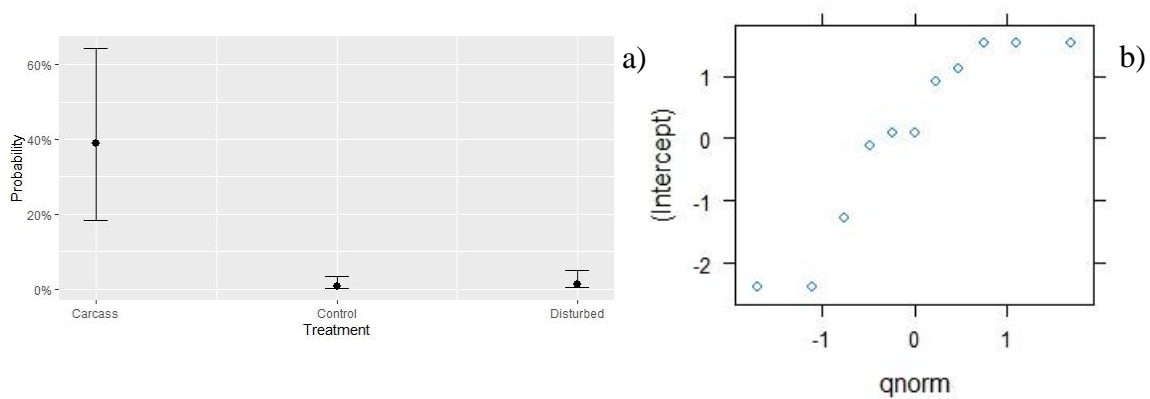 60%
40%
20%
0%
Probability
Carcass Control Disturbed
Treatment
a)
1
0
-1
-2
(Intercept)
-1 0 1
qnorm
b)